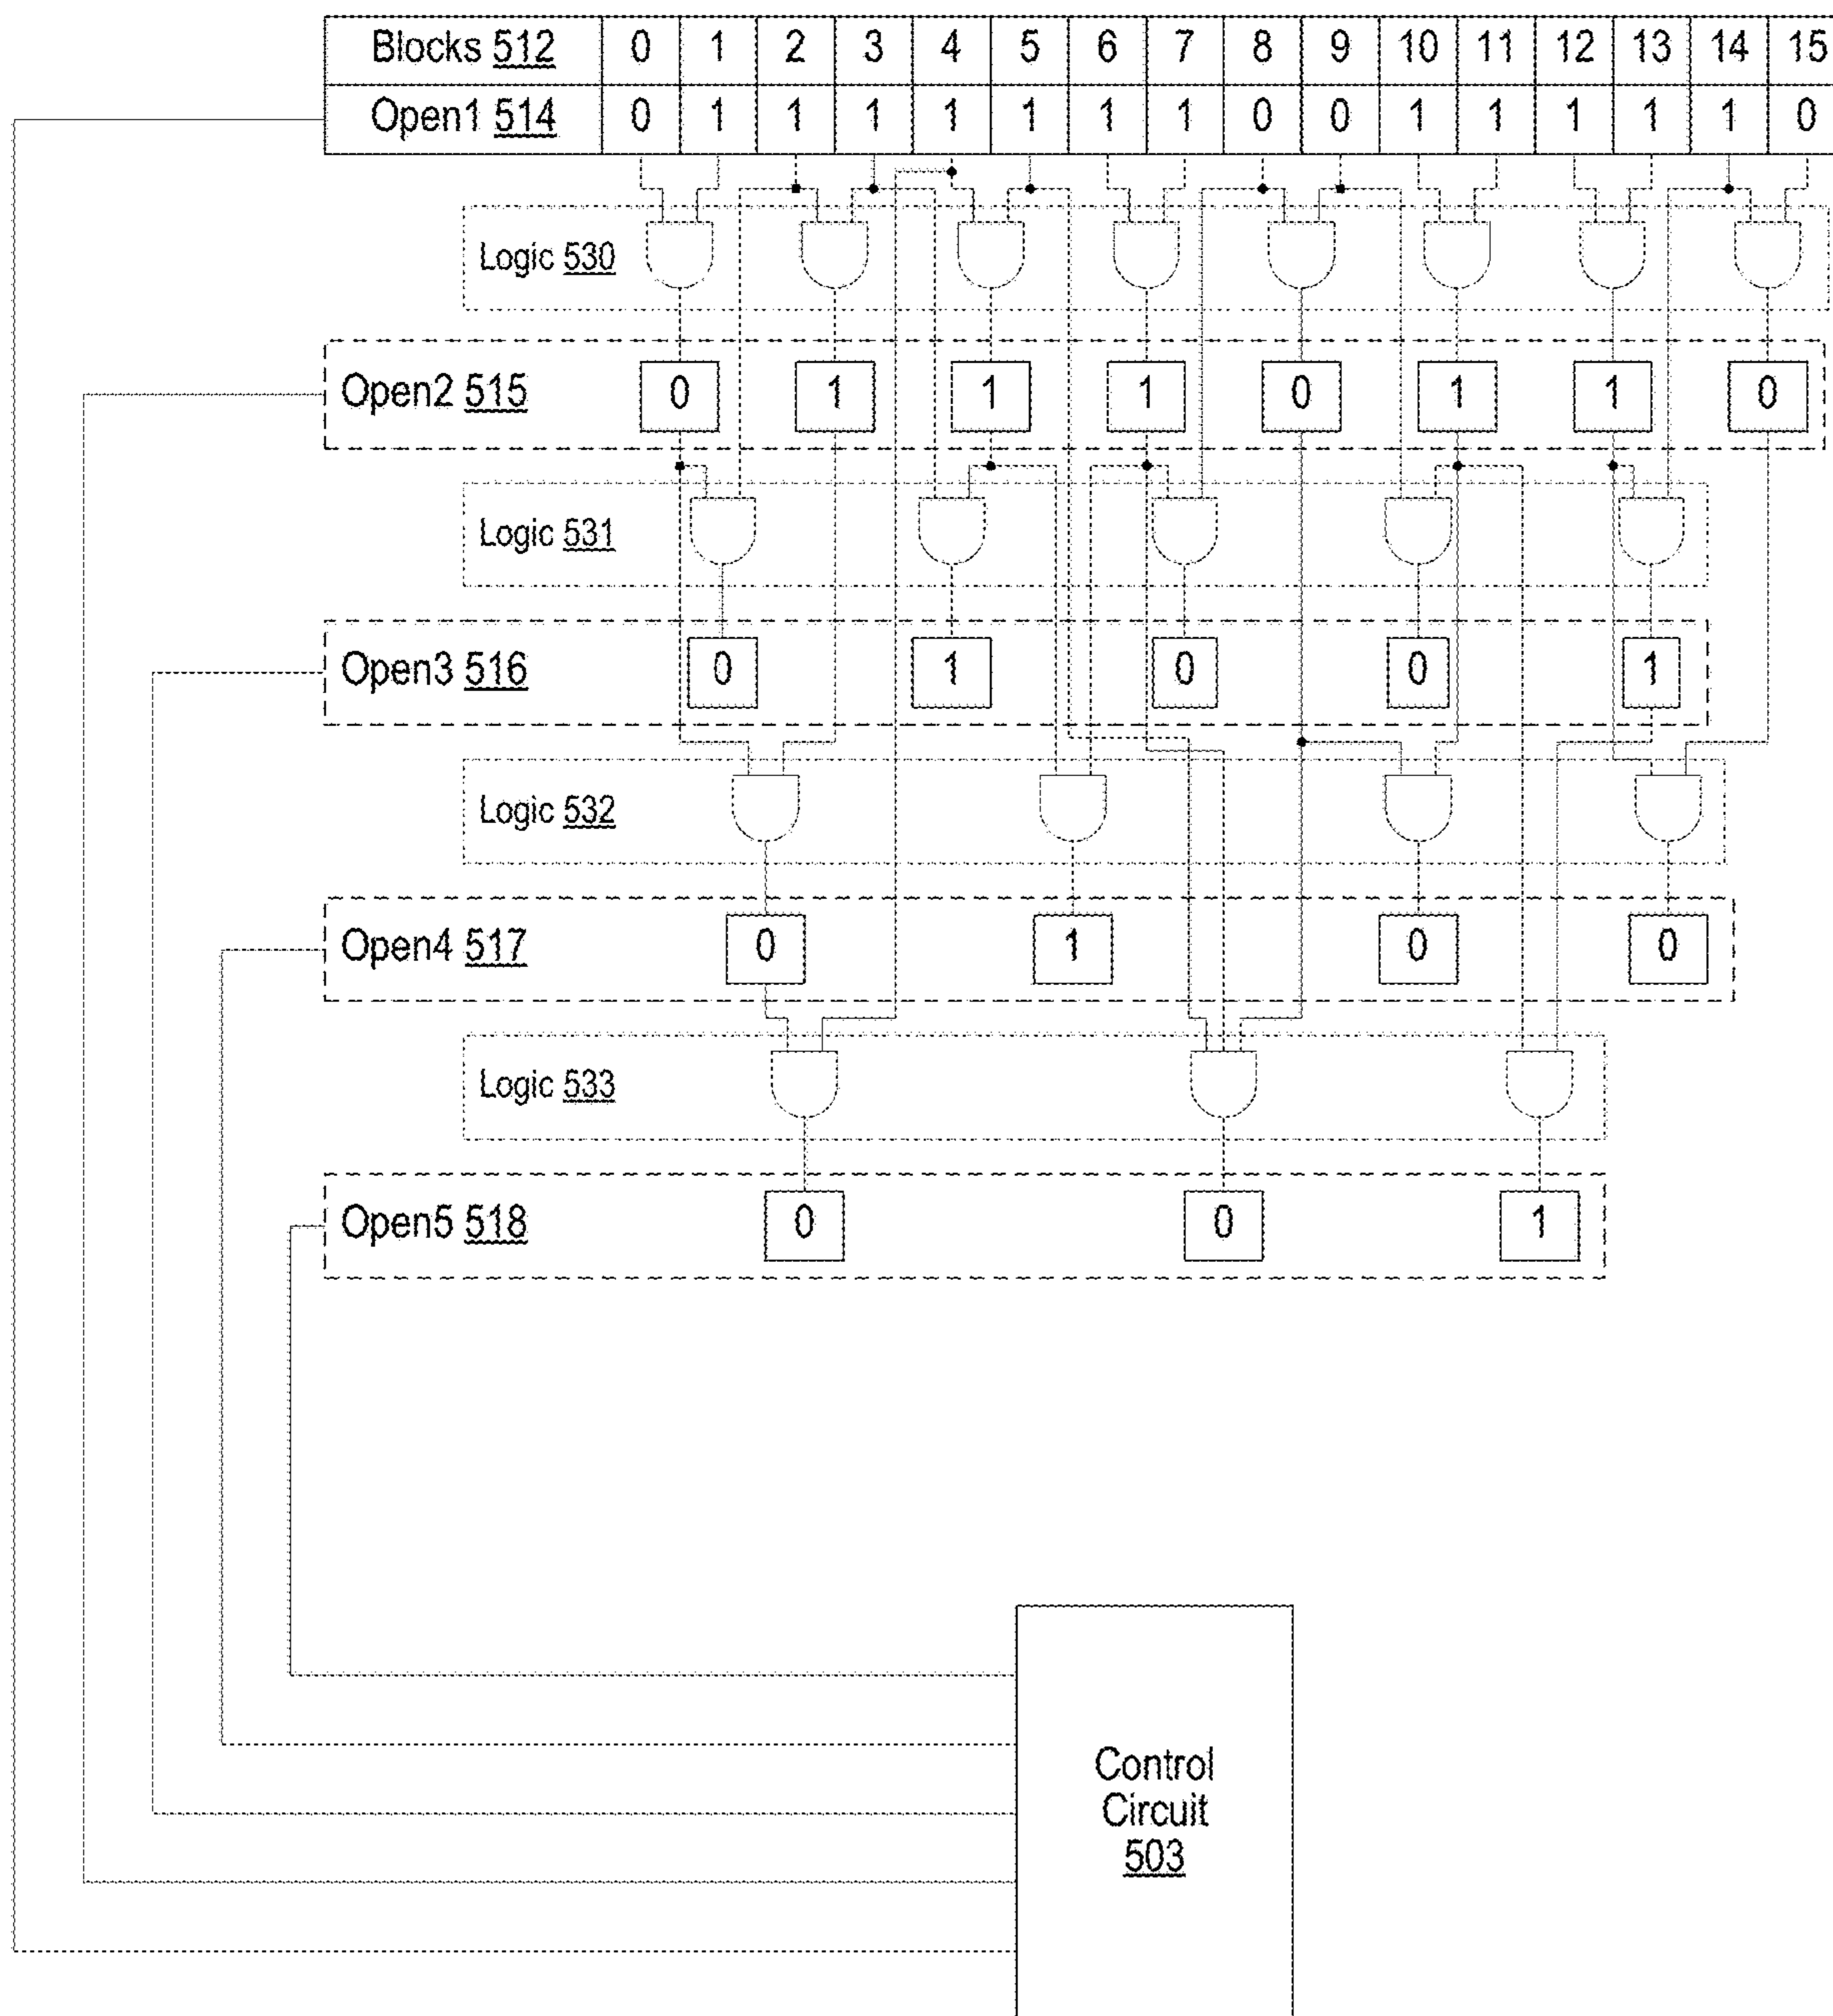 Blocks 512 0 1 2 3 4 5 6 7 8 9 10 11 12 13 14 15
Open1 514 0 1 1 1 1 1 1 1 0 0 1 1 1 1 1 0
Logic 530
Open2 515 0 1 1 1 0 1 1 0
Logic 531
Open3 516 0 1 0 0 1
Logic 532
Open4 517 0 1 0 0
Logic 533
Open5 518 0 0 1
Control
Circuit
503